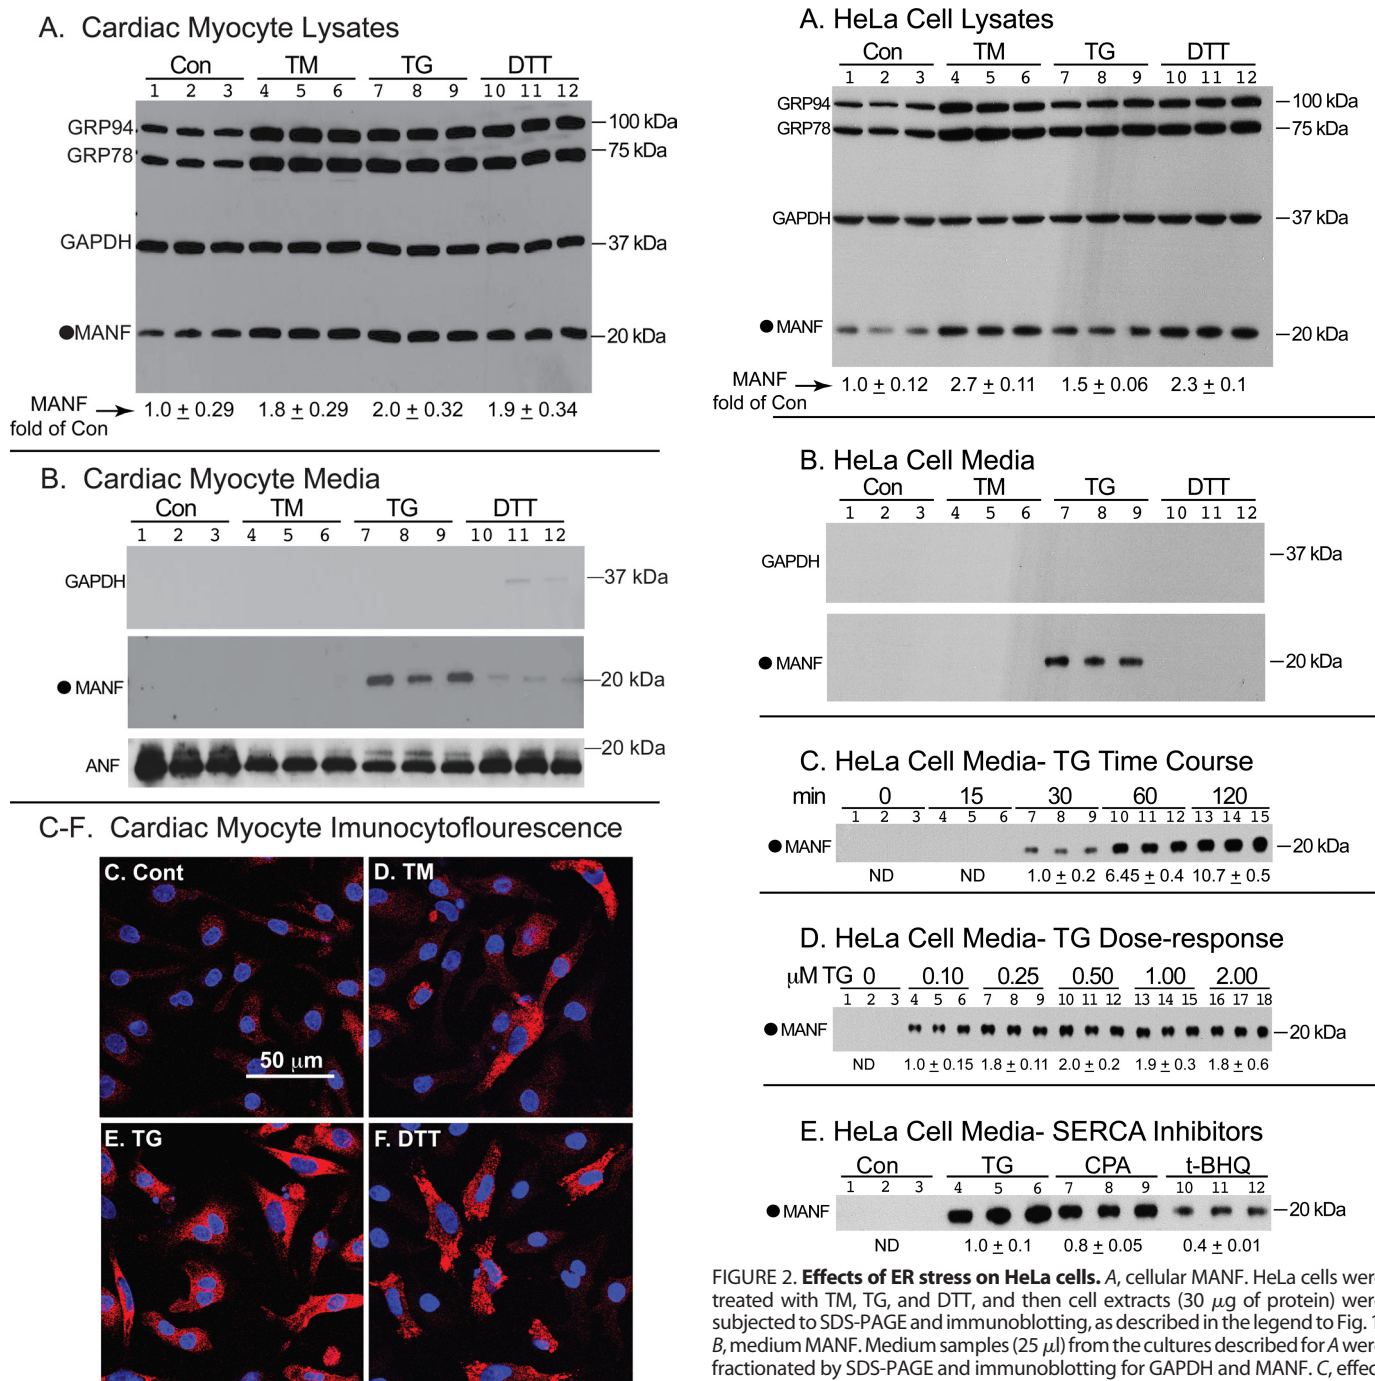 A. Cardiac Myocyte Lysates
Con TM TG DTT
1 2 3 4 5 6 7 8 9 10 11 12
GRP94
100 kDa
GRP78
75 kDa
GAPDH
37 kDa
●MANF
20 kDa
MANF
fold of Con
1.0 ± 0.29 1.8 ± 0.29 2.0 ± 0.32 1.9 ± 0.34
B. Cardiac Myocyte Media
Con TM TG DTT
1 2 3 4 5 6 7 8 9 10 11 12
GAPDH
37 kDa
● MANF
20 kDa
20 kDa
ANF
C-F. Cardiac Myocyte Imunocytoflourescence
C. Cont
D. TM
50 μm
E. TG
F. DTT
A. HeLa Cell Lysates
Con TM TG DTT
1 2 3 4 5 6 7 8 9 10 11 12
GRP94
100 kDa
GRP78
75 kDa
GAPDH
37 kDa
● MANF
20 kDa
MANF
fold of Con
1.0 ± 0.12 2.7 ± 0.11 1.5 ± 0.06 2.3 ± 0.1
B. HeLa Cell Media
Con TM TG DTT
1 2 3 4 5 6 7 8 9 10 11 12
GAPDH
37 kDa
● MANF
20 kDa
C. HeLa Cell Media- TG Time Course
min 0 15 30 60 120
1 2 3 4 5 6 7 8 9 10 11 12 13 14 15
● MANF
20 kDa
ND ND 1.0 ± 0.2 6.45 ± 0.4 10.7 ± 0.5
D. HeLa Cell Media- TG Dose-response
μM TG 0 0.10 0.25 0.50 1.00 2.00
1 2 3 4 5 6 7 8 9 10 11 12 13 14 15 16 17 18
● MANF
20 kDa
ND 1.0 ± 0.15 1.8 ± 0.11 2.0 ± 0.2 1.9 ± 0.3 1.8 ± 0.6
E. HeLa Cell Media- SERCA Inhibitors
Con TG CPA t-BHQ
1 2 3 4 5 6 7 8 9 10 11 12
● MANF
20 kDa
ND 1.0 ± 0.1 0.8 ± 0.05 0.4 ± 0.01
FIGURE 2. Effects of ER stress on HeLa cells. A, cellular MANF. HeLa cells were
treated with TM, TG, and DTT, and then cell extracts (30 μg of protein) were
subjected to SDS-PAGE and immunoblotting, as described in the legend to Fig. 1
B, medium MANF. Medium samples (25 μl) from the cultures described for A were
fractionated by SDS-PAGE and immunoblotting for GAPDH and MANF. C, effec